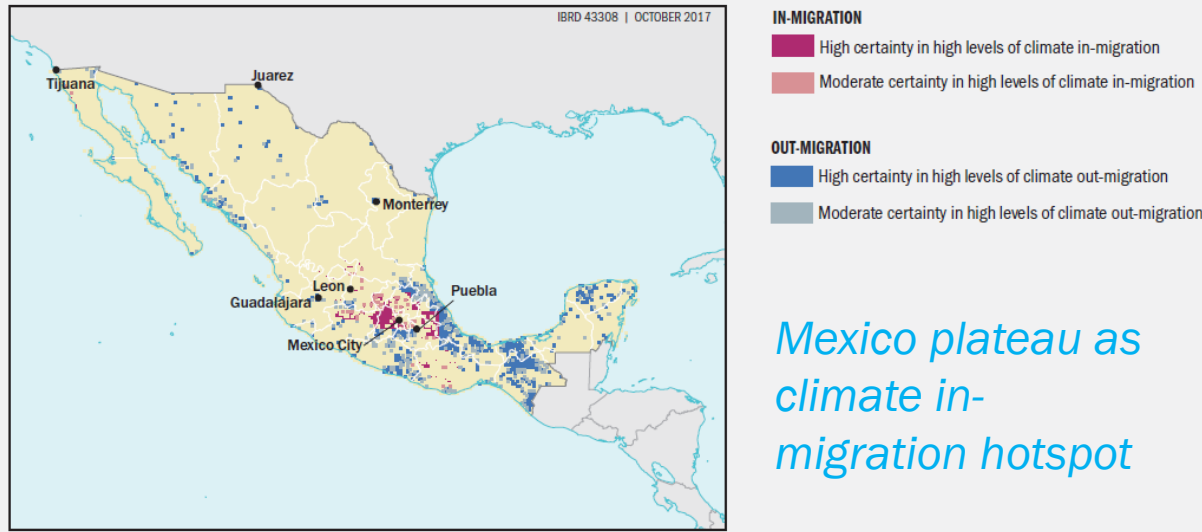 IBRD 43308 | OCTOBER 2017
Tijuana
Juarez
Monterrey
Leon
Guadalajara
Puebla
Mexico City
IN-MIGRATION
High certainty in high levels of climate in-migration
Moderate certainty in high levels of climate in-migration
OUT-MIGRATION
High certainty in high levels of climate out-migration
Moderate certainty in high levels of climate out-migration
Mexico plateau as
climate in-
migration hotspot